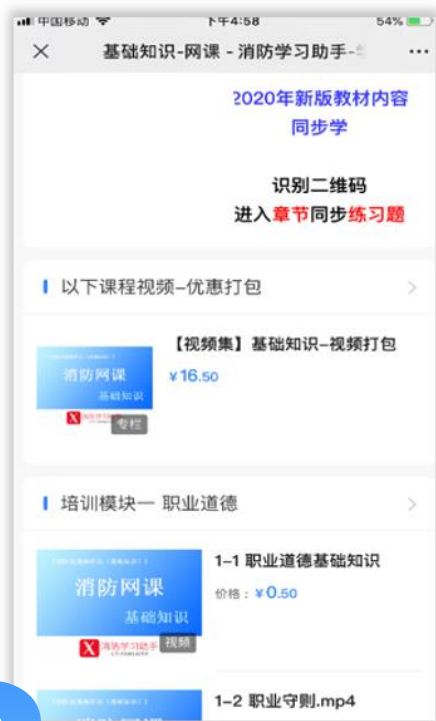 中国移动
下午4:58
54%
基础知识-网课 - 消防学习助手-
2020年新版教材内容
同步学
识别二维码
进入章节同步练习题
以下课程视频-优惠打包
【视频集】基础知识-视频打包
¥16.50
消防网课
基础知识
专栏
培训模块一 职业道德
1-1 职业道德基础知识
价格：¥0.50
消防网课
基础知识
消防学习助手
视频
1-2 职业守则.mp4